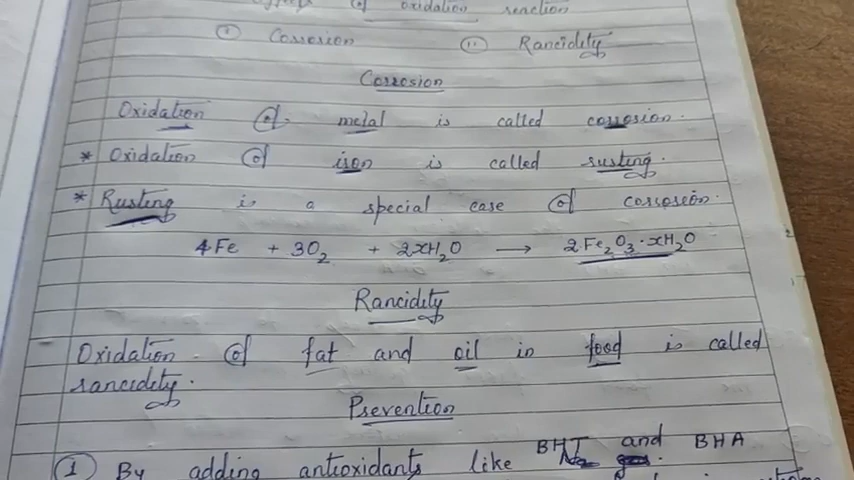 of oxidation reaction
(i) Corrosion (ii) Rancidity
Corrosion
Oxidation of metal is called corrosion.
* Oxidation of iron is called rusting.
* Rusting is a special case of corrosion.
4Fe + 3O₂ + 2xH₂O → 2Fe₂O₃·xH₂O
Rancidity
Oxidation of fat and oil in food is called
rancidity.
Prevention
(1) By adding antioxidants like BHT and BHA